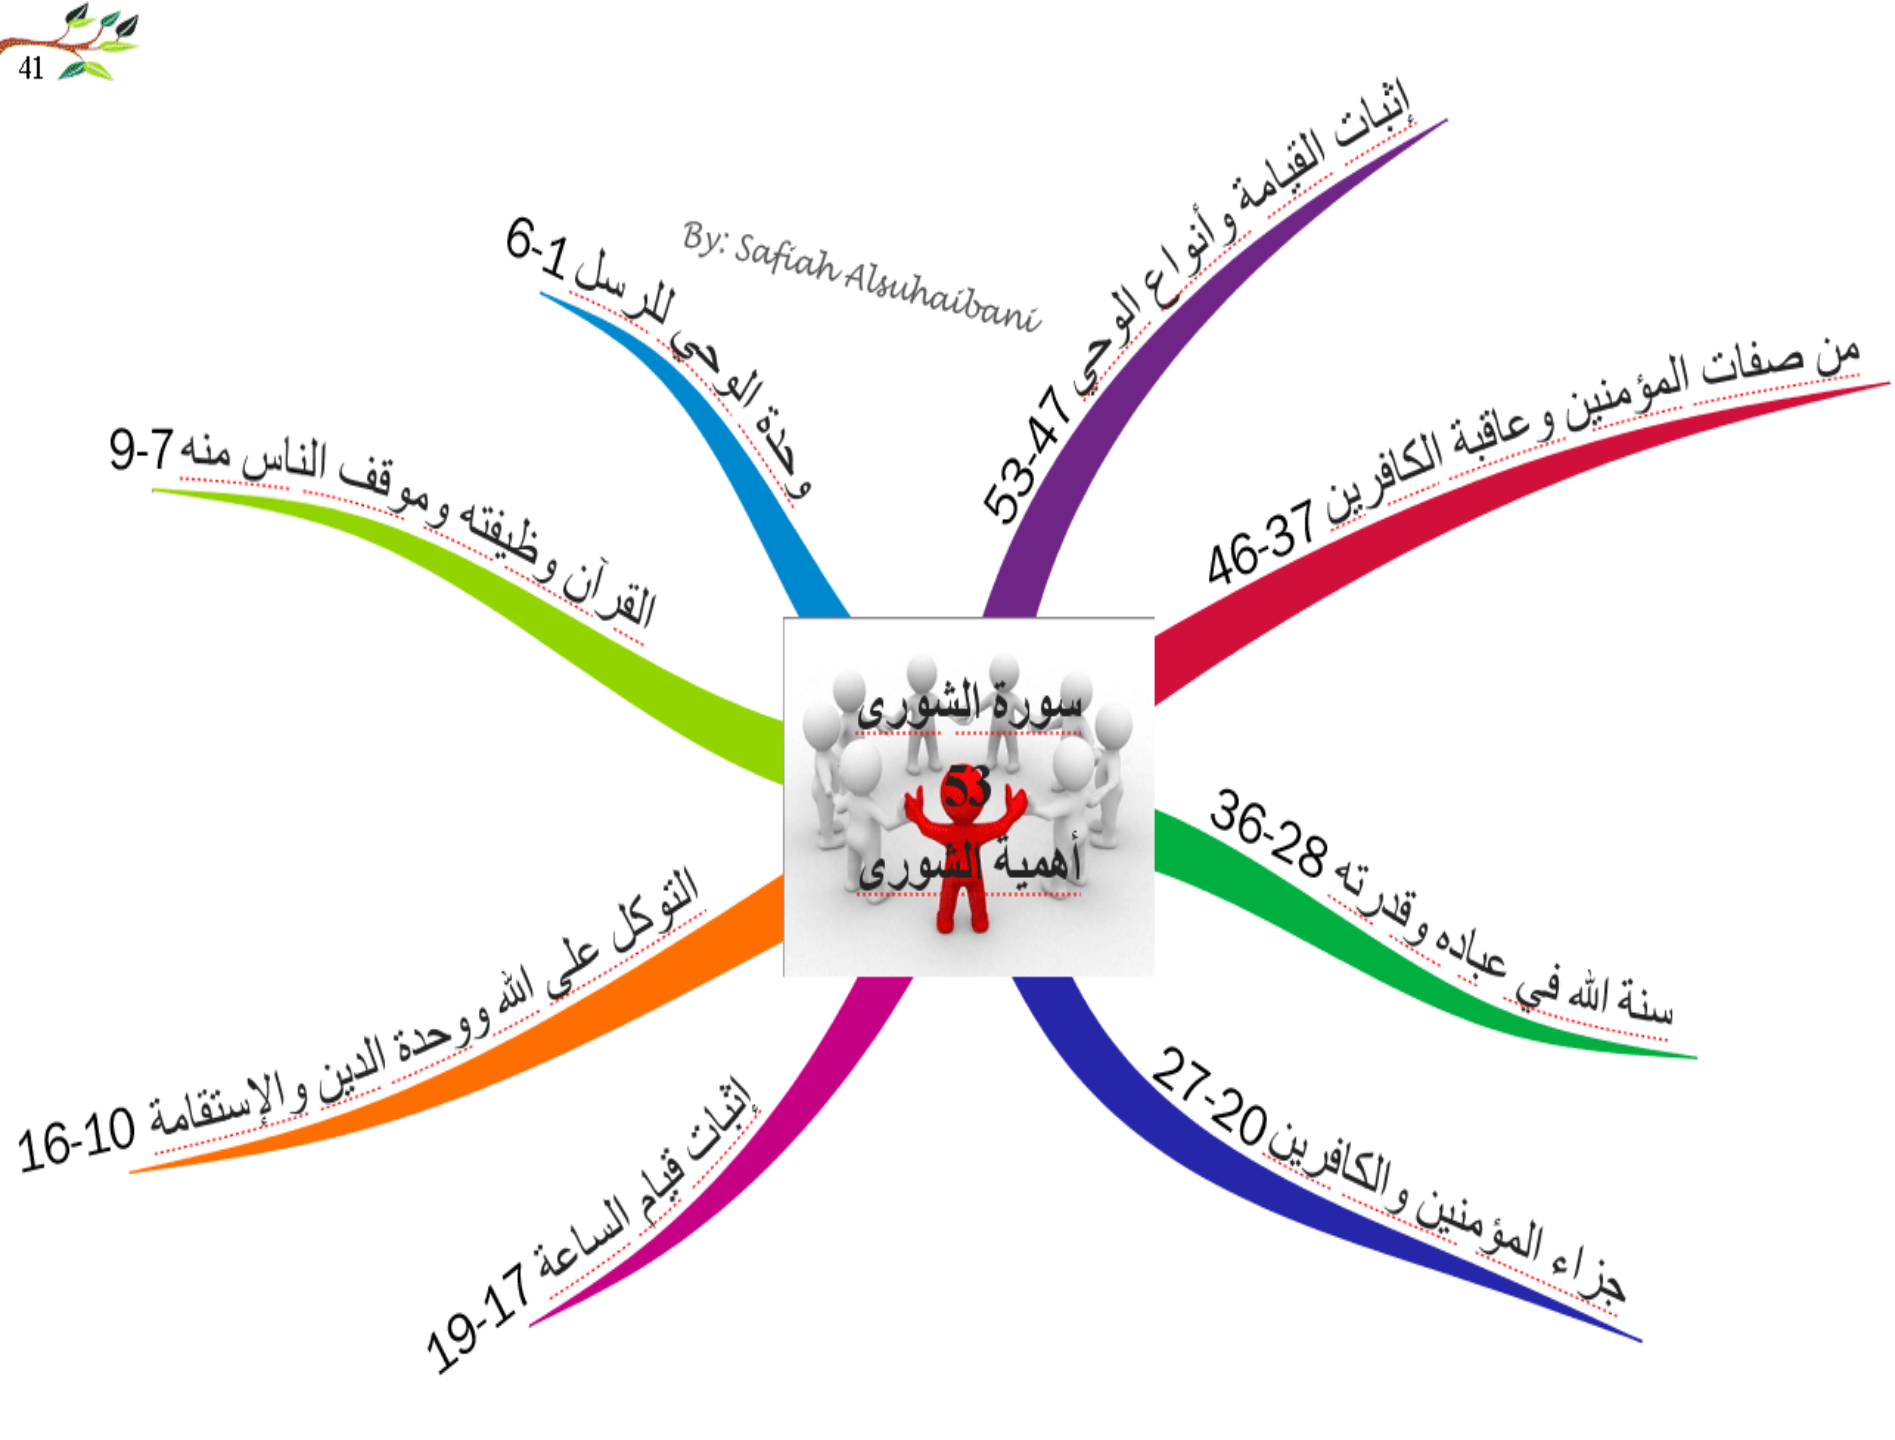 41
By: Safiah Alsuhaibani
سورة الشورى
53
أهمية الشورى
وحدة الوحي للرسل 1-6
القرآن وظيفته وموقف الناس منه 7-9
التوكل على الله ووحدة الدين والإستقامة 10-16
إثبات قيام الساعة 17-19
جزاء المؤمنين والكافرين 20-27
سنة الله في عباده وقدرته 28-36
من صفات المؤمنين وعاقبة الكافرين 37-46
إثبات القيامة وأنواع الوحي 47-53